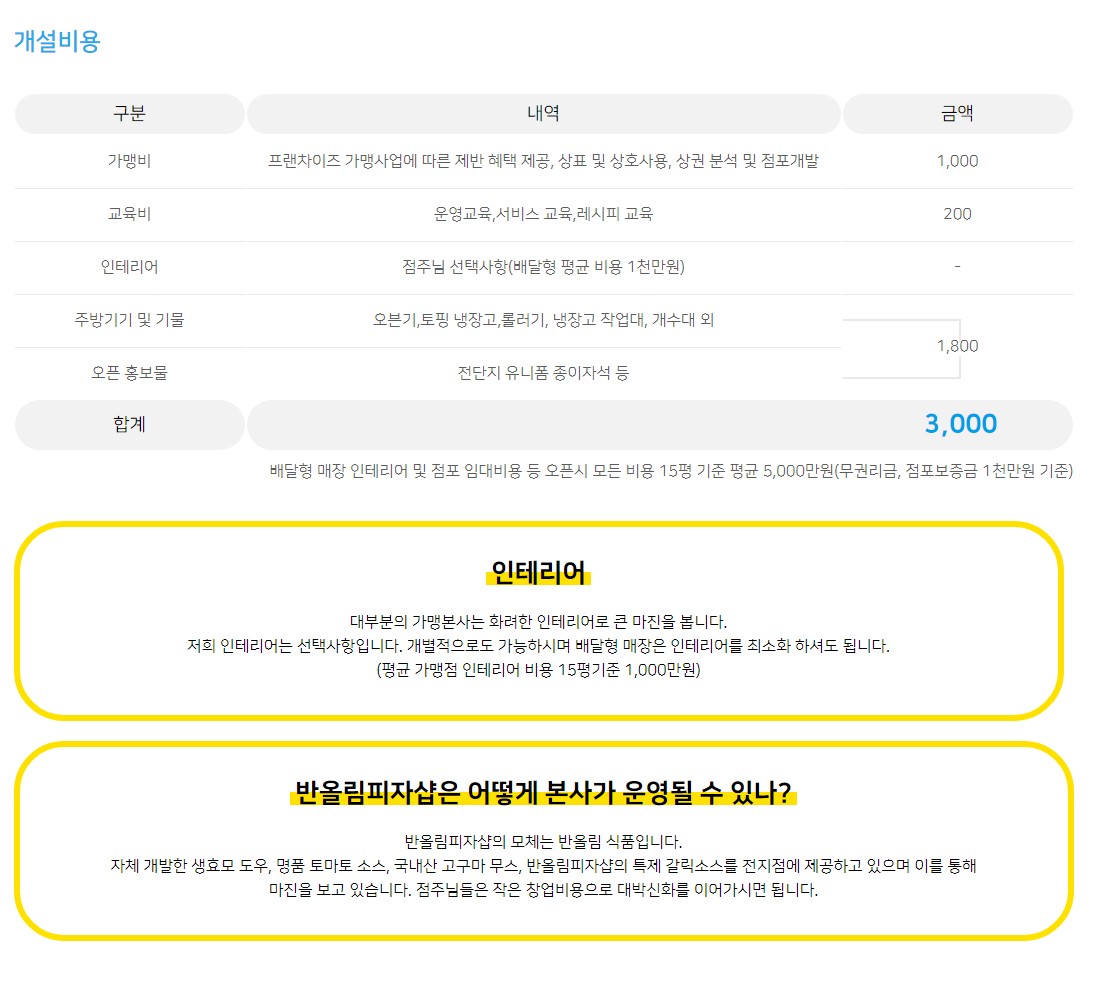 개설비용
구분 내역 금액
가맹비 프랜차이즈 가맹사업에 따른 제반 혜택 제공, 상표 및 상호사용, 상권 분석 및 점포개발 1,000
교육비 운영교육,서비스 교육,레시피 교육 200
인테리어 점주님 선택사항(배달형 평균 비용 1천만원) -
주방기기 및 기물 오븐기,토핑 냉장고,롤러기, 냉장고 작업대, 개수대 외
1,800
오픈 홍보물 전단지 유니폼 종이자석 등
합계 3,000
배달형 매장 인테리어 및 점포 임대비용 등 오픈시 모든 비용 15평 기준 평균 5,000만원(무권리금, 점포보증금 1천만원 기준)
인테리어
대부분의 가맹본사는 화려한 인테리어로 큰 마진을 봅니다.
저희 인테리어는 선택사항입니다. 개별적으로도 가능하시며 배달형 매장은 인테리어를 최소화 하셔도 됩니다.
(평균 가맹점 인테리어 비용 15평기준 1,000만원)
반올림피자샵은 어떻게 본사가 운영될 수 있나?
반올림피자샵의 모체는 반올림 식품입니다.
자체 개발한 생효모 도우, 명품 토마토 소스, 국내산 고구마 무스, 반올림피자샵의 특제 갈릭소스를 전지점에 제공하고 있으며 이를 통해
마진을 보고 있습니다. 점주님들은 작은 창업비용으로 대박신화를 이어가시면 됩니다.